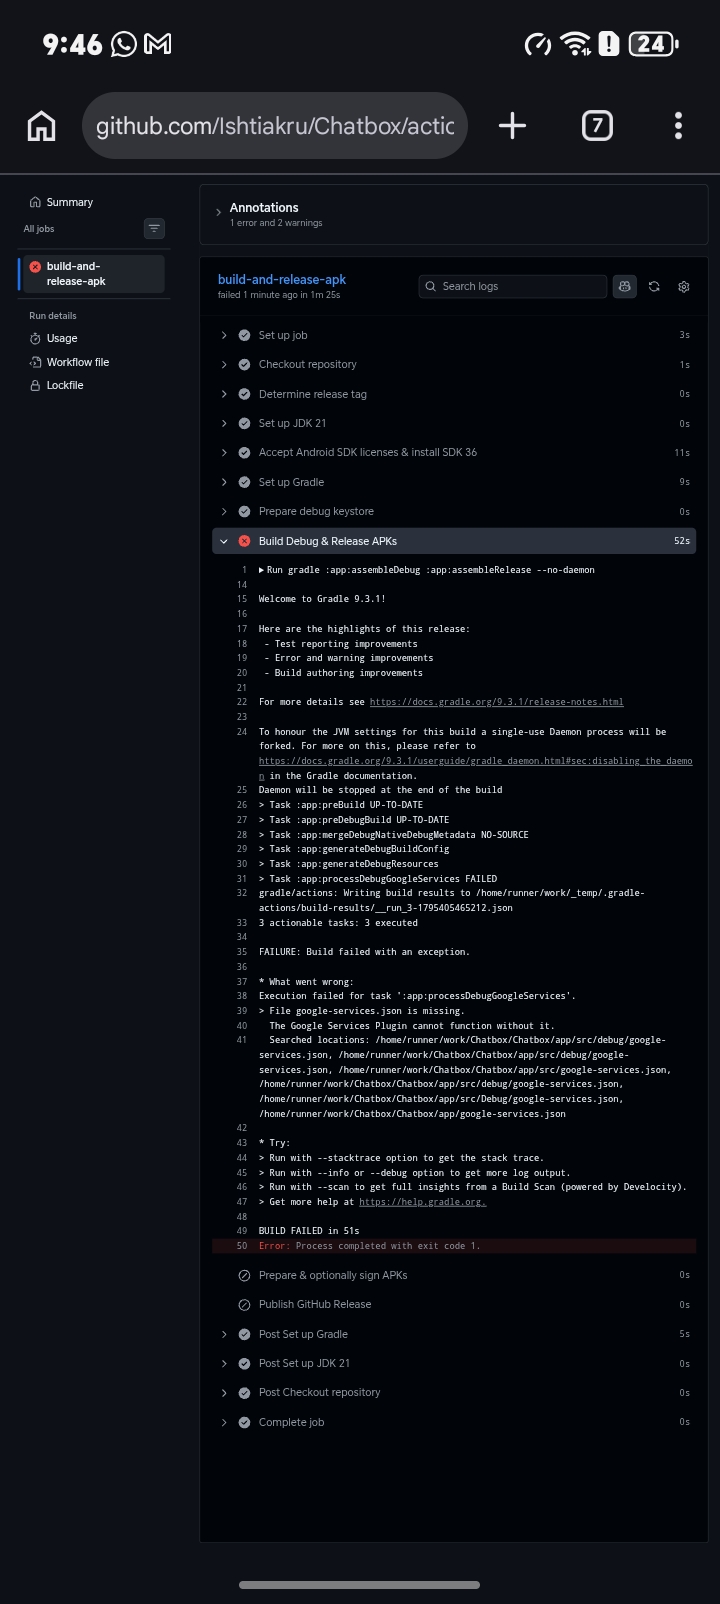 9:46
24
github.com/Ishtiakru/Chatbox/actic
7
Summary
All jobs
build-and-
release-apk
Run details
Usage
Workflow file
Lockfile
Annotations
1 error and 2 warnings
build-and-release-apk
failed 1 minute ago in 1m 25s
Search logs
Set up job 3s
Checkout repository 1s
Determine release tag 0s
Set up JDK 21 0s
Accept Android SDK licenses & install SDK 36 11s
Set up Gradle 9s
Prepare debug keystore 0s
Build Debug & Release APKs 52s
1 Run gradle :app:assembleDebug :app:assembleRelease --no-daemon
14
15 Welcome to Gradle 9.3.1!
16
17 Here are the highlights of this release:
18 - Test reporting improvements
19 - Error and warning improvements
20 - Build authoring improvements
21
22 For more details see https://docs.gradle.org/9.3.1/release-notes.html
23
24 To honour the JVM settings for this build a single-use Daemon process will be
forked. For more on this, please refer to
https://docs.gradle.org/9.3.1/userguide/gradle_daemon.html#sec:disabling_the_daemo
n in the Gradle documentation.
25 Daemon will be stopped at the end of the build
26 > Task :app:preBuild UP-TO-DATE
27 > Task :app:preDebugBuild UP-TO-DATE
28 > Task :app:mergeDebugNativeDebugMetadata NO-SOURCE
29 > Task :app:generateDebugBuildConfig
30 > Task :app:generateDebugResources
31 > Task :app:processDebugGoogleServices FAILED
32 gradle/actions: Writing build results to /home/runner/work/_temp/.gradle-
actions/build-results/__run_3-1795405465212.json
33 3 actionable tasks: 3 executed
34
35 FAILURE: Build failed with an exception.
36
37 * What went wrong:
38 Execution failed for task ':app:processDebugGoogleServices'.
39 > File google-services.json is missing.
40 The Google Services Plugin cannot function without it.
41 Searched locations: /home/runner/work/Chatbox/Chatbox/app/src/debug/google-
services.json, /home/runner/work/Chatbox/Chatbox/app/src/debug/google-
services.json, /home/runner/work/Chatbox/Chatbox/app/src/google-services.json,
/home/runner/work/Chatbox/Chatbox/app/src/debug/google-services.json,
/home/runner/work/Chatbox/Chatbox/app/src/Debug/google-services.json,
/home/runner/work/Chatbox/Chatbox/app/google-services.json
42
43 * Try:
44 > Run with --stacktrace option to get the stack trace.
45 > Run with --info or --debug option to get more log output.
46 > Run with --scan to get full insights from a Build Scan (powered by Develocity).
47 > Get more help at https://help.gradle.org.
48
49 BUILD FAILED in 51s
50 Error: Process completed with exit code 1.
Prepare & optionally sign APKs 0s
Publish GitHub Release 0s
Post Set up Gradle 5s
Post Set up JDK 21 0s
Post Checkout repository 0s
Complete job 0s